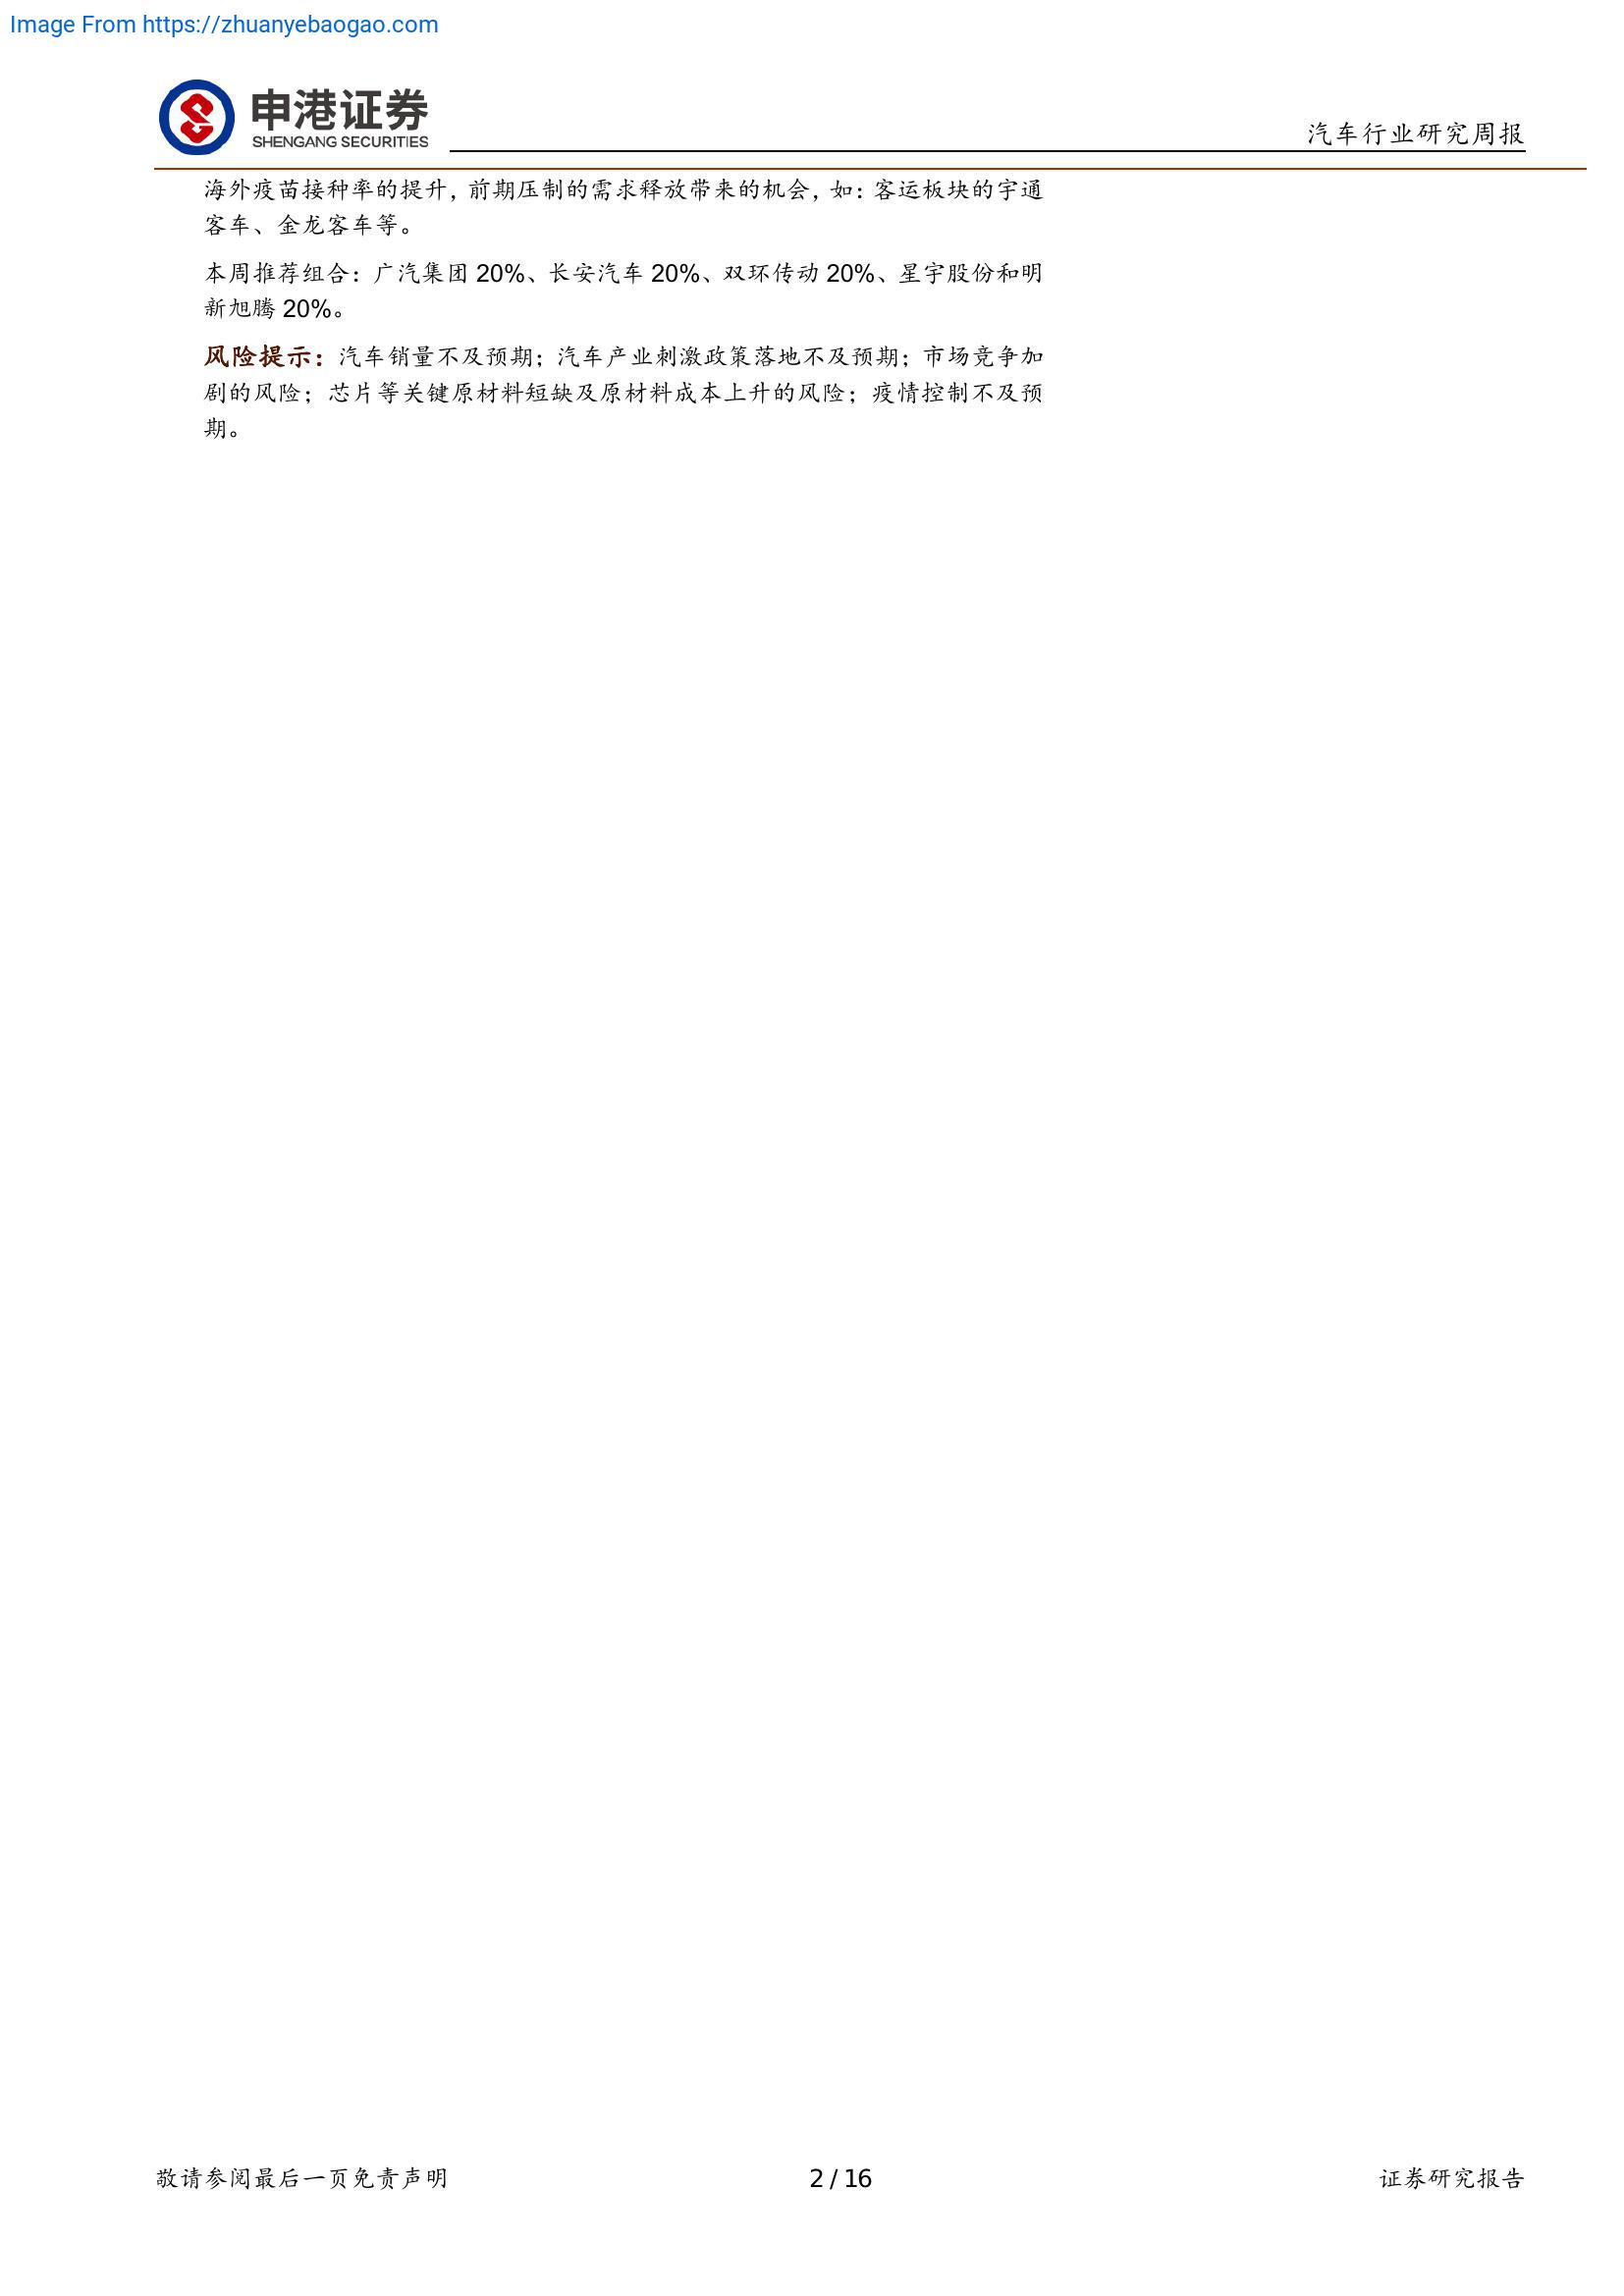 Image From https://zhuanyebaogao.com
申港证券
SHENGANG SECURITIES
汽车行业研究周报
海外疫苗接种率的提升，前期压制的需求释放带来的机会，如：客运板块的宇通
客车、金龙客车等。
本周推荐组合：广汽集团 20%、长安汽车 20%、双环传动 20%、星宇股份和明
新旭腾 20%。
风险提示：汽车销量不及预期；汽车产业刺激政策落地不及预期；市场竞争加
剧的风险；芯片等关键原材料短缺及原材料成本上升的风险；疫情控制不及预
期。
敬请参阅最后一页免责声明
2 / 16
证券研究报告